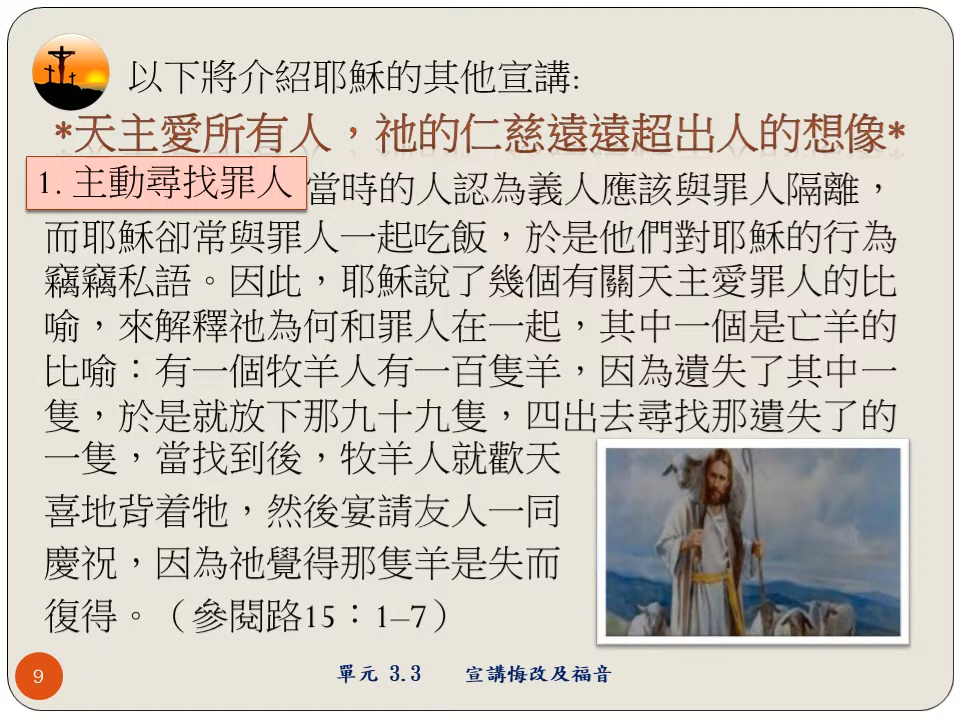 以下將介紹耶穌的其他宣講:
*天主愛所有人，祂的仁慈遠遠超出人的想像*
1. 主動尋找罪人 當時的人認為義人應該與罪人隔離，
而耶穌卻常與罪人一起吃飯，於是他們對耶穌的行為
竊竊私語。因此，耶穌說了幾個有關天主愛罪人的比
喻，來解釋祂為何和罪人在一起，其中一個是亡羊的
比喻：有一個牧羊人有一百隻羊，因為遺失了其中一
隻，於是就放下那九十九隻，四出去尋找那遺失了的
一隻，當找到後，牧羊人就歡天
喜地背着牠，然後宴請友人一同
慶祝，因為祂覺得那隻羊是失而
復得。（參閱路15：1–7）
9
單元 3.3 宣講悔改及福音